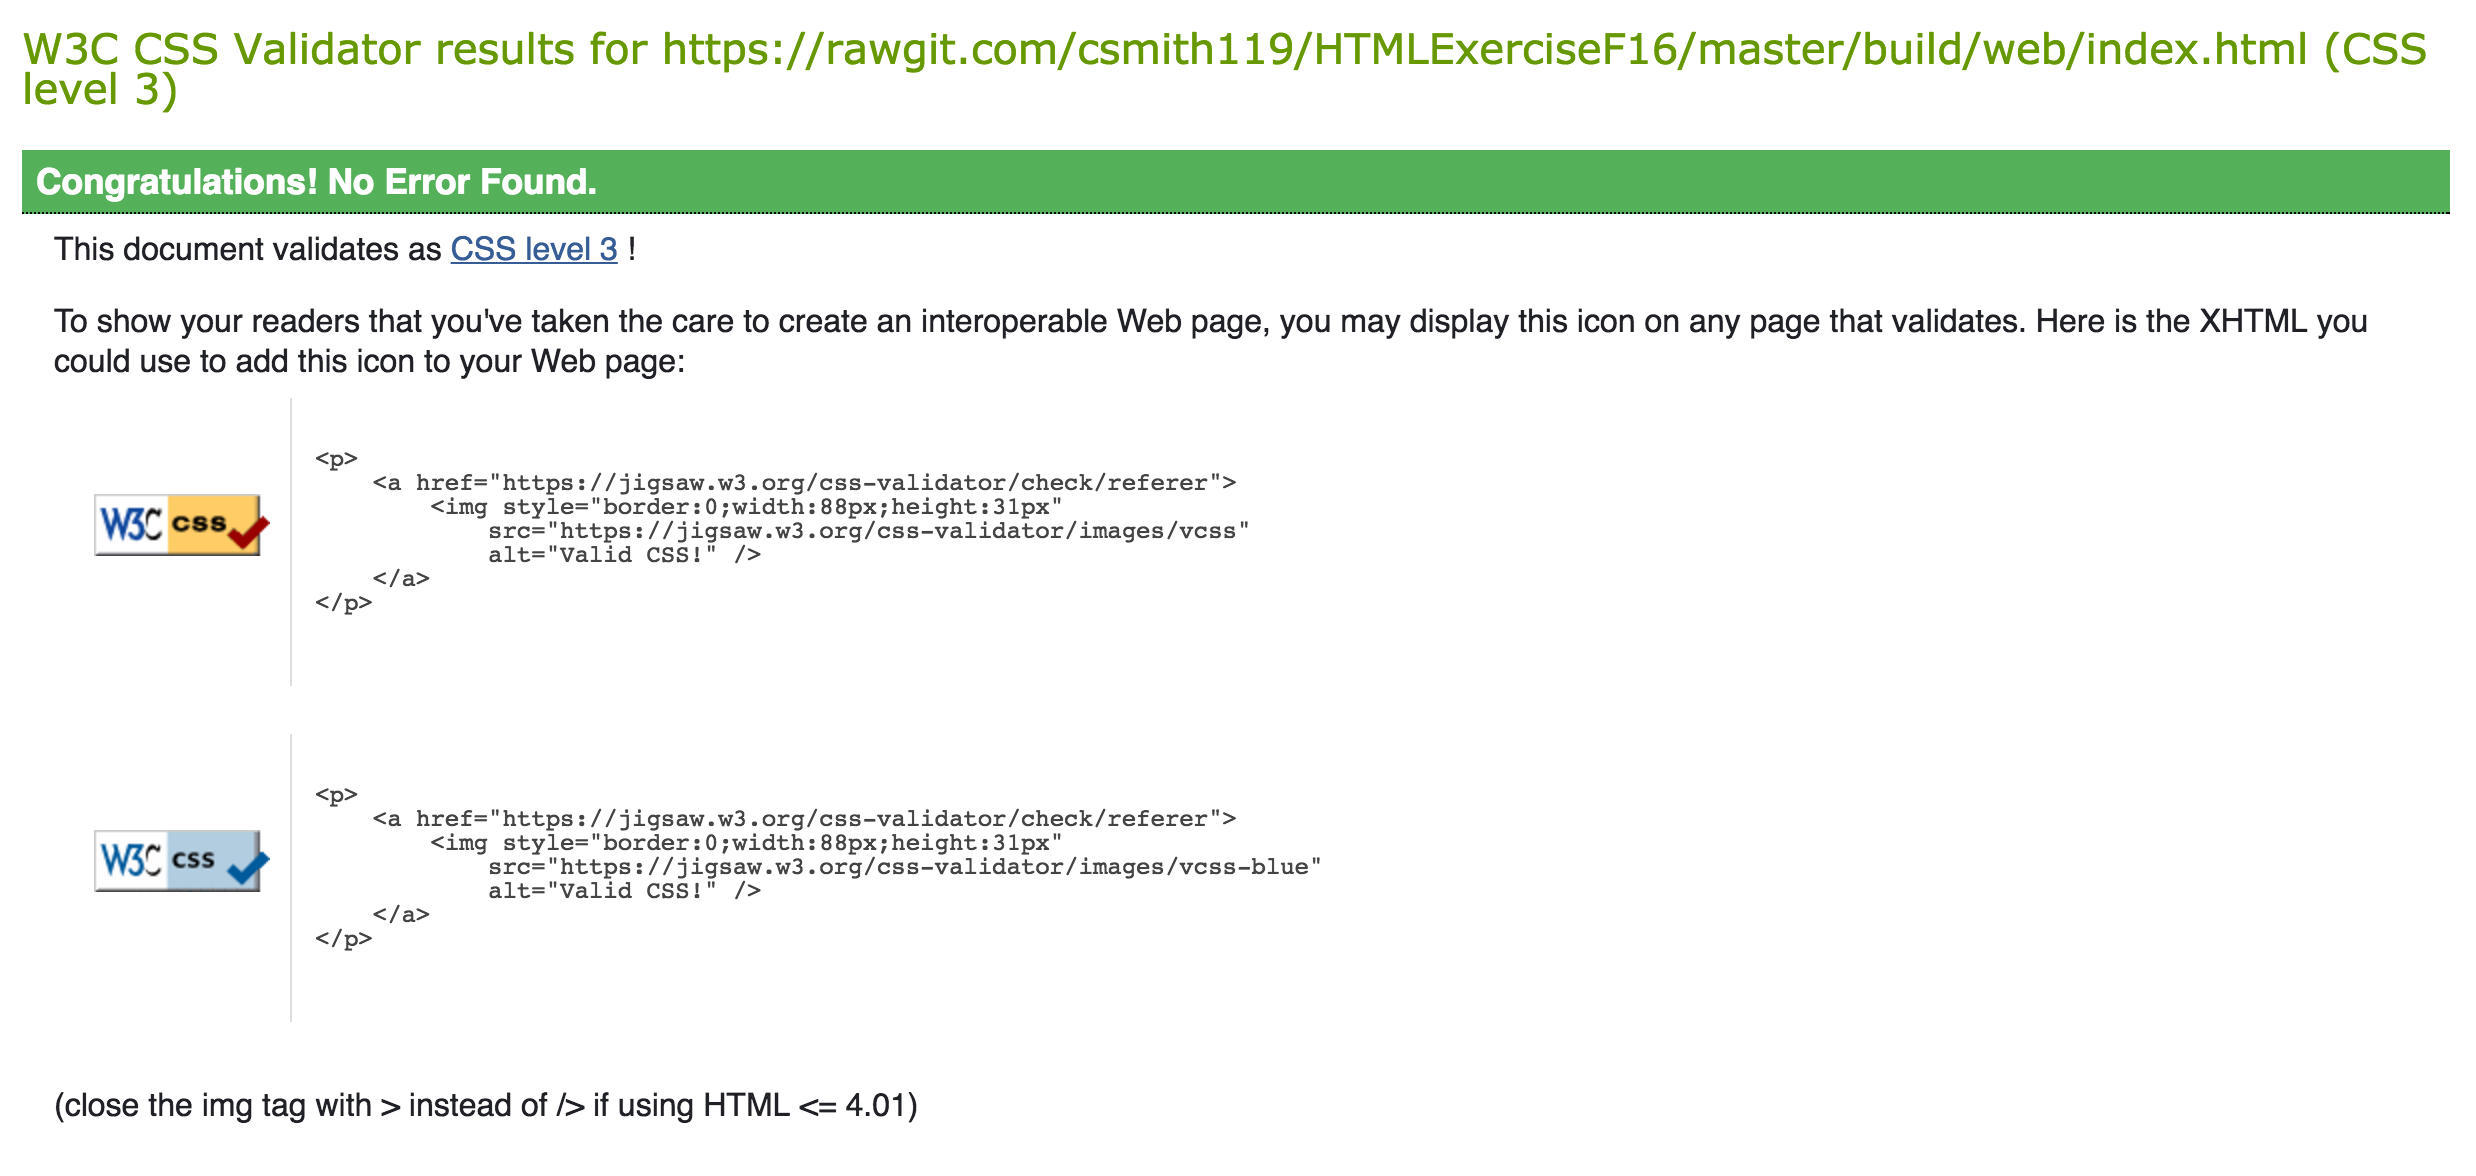 W3C CSS Validator results for https://rawgit.com/csmith119/HTMLExerciseF16/master/build/web/index.html (CSS
level 3)
Congratulations! No Error Found.
This document validates as CSS level 3 !
To show your readers that you've taken the care to create an interoperable Web page, you may display this icon on any page that validates. Here is the XHTML you
could use to add this icon to your Web page:
W3C css
<p>
<a href="https://jigsaw.w3.org/css-validator/check/referer">
<img style="border:0;width:88px;height:31px"
src="https://jigsaw.w3.org/css-validator/images/vcss"
alt="Valid CSS!" />
</a>
</p>
W3C css
<p>
<a href="https://jigsaw.w3.org/css-validator/check/referer">
<img style="border:0;width:88px;height:31px"
src="https://jigsaw.w3.org/css-validator/images/vcss-blue"
alt="Valid CSS!" />
</a>
</p>
(close the img tag with > instead of /> if using HTML <= 4.01)